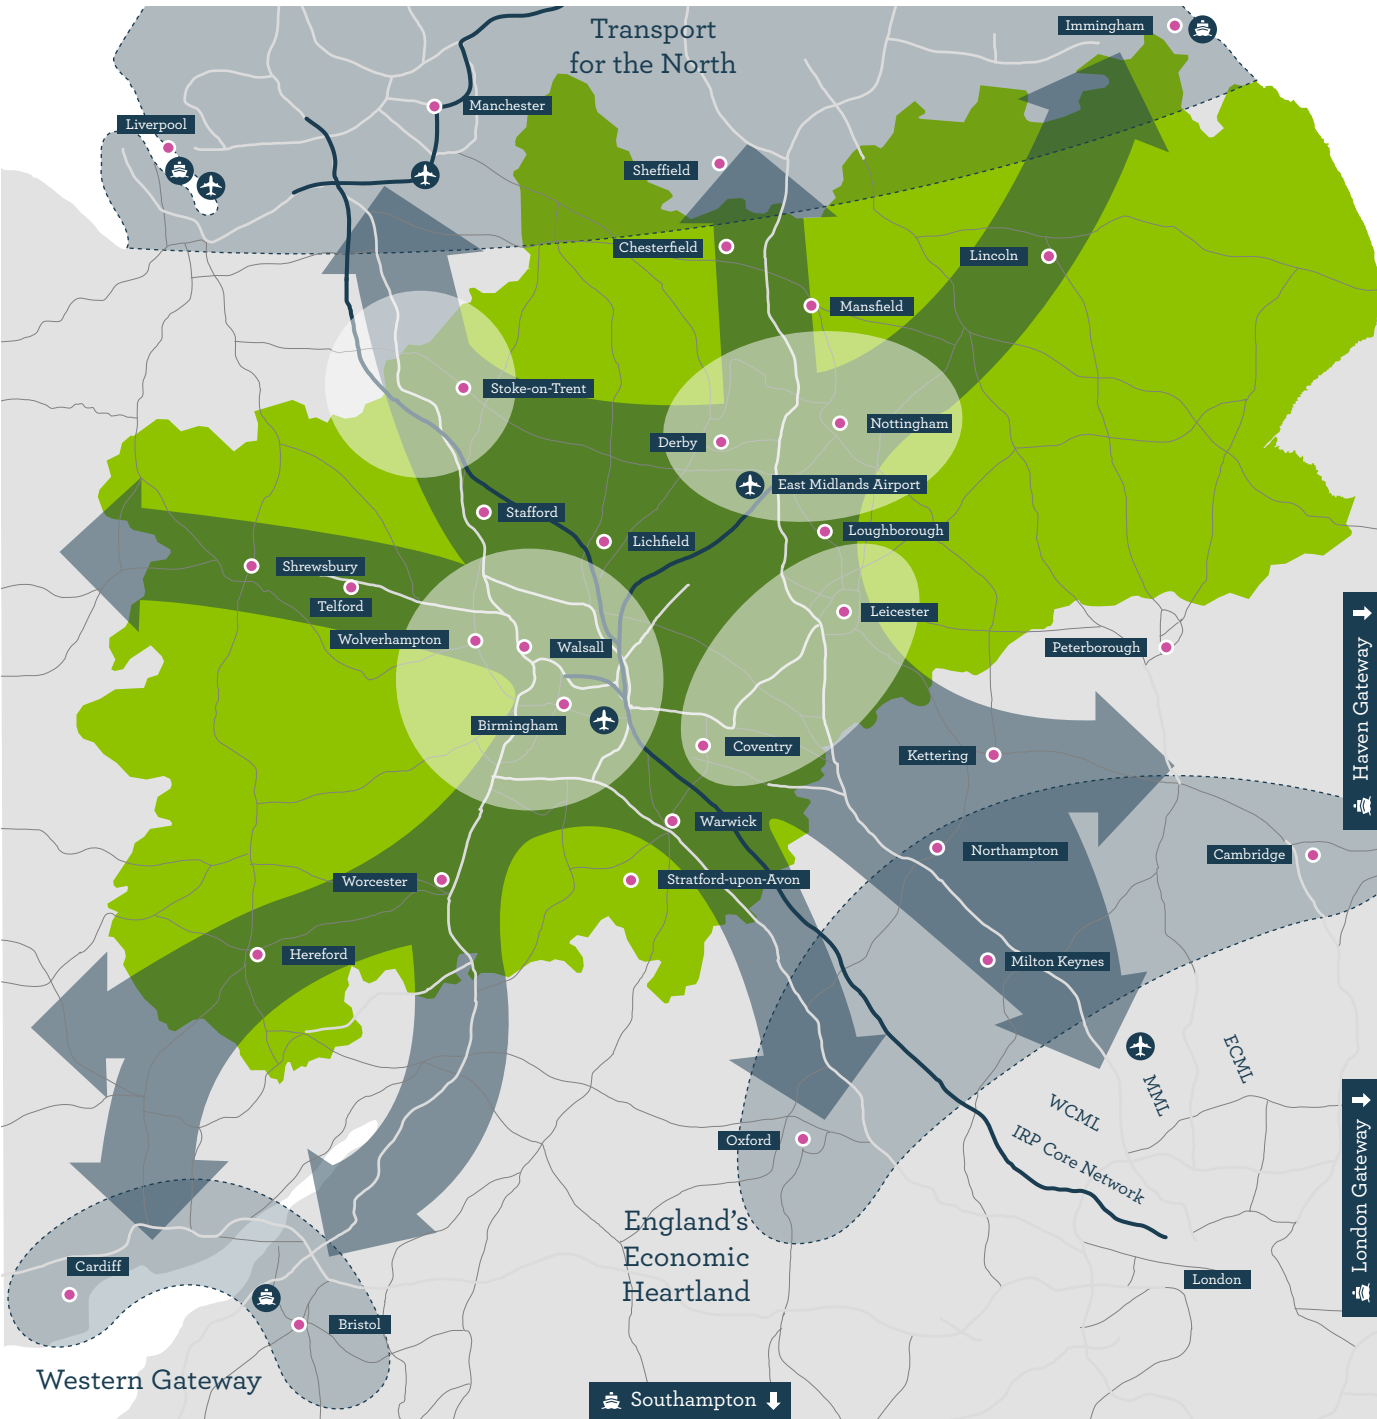 Transport
for the North
Immingham
Manchester
Liverpool
Sheffield
Chesterfield
Lincoln
Mansfield
Stoke-on-Trent
Nottingham
Derby
East Midlands Airport
Stafford
Loughborough
Lichfield
Shrewsbury
Telford
Leicester
Wolverhampton
Walsall
Peterborough
Haven Gateway
Birmingham
Coventry
Kettering
Warwick
Northampton
Cambridge
Worcester
Stratford-upon-Avon
Hereford
Milton Keynes
ECML
MML
WCML
IRP Core Network
Oxford
London Gateway
England's
Economic
Heartland
Cardiff
London
Bristol
Western Gateway
Southampton